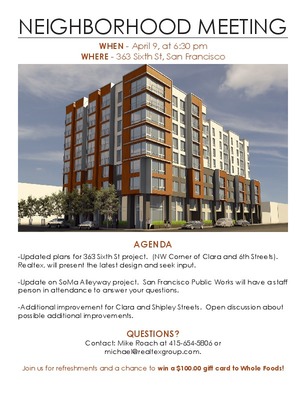 NEIGHBORHOOD MEETING
WHEN - April 9, at 6:30 pm
WHERE - 363 Sixth St, San Francisco
AGENDA
-Updated plans for 363 Sixth St project. (NW Corner of Clara and 6th Streets).
Realtex, will present the latest design and seek input.
-Update on SoMa Alleyway project. San Francisco Public Works will have a staff
person in attendance to answer your questions.
-Additional improvement for Clara and Shipley Streets. Open discussion about
possible additional improvements.
QUESTIONS?
Contact: Mike Roach at 415-654-5806 or
michael@realtexgroup.com.
Join us for refreshments and a chance to win a $100.00 gift card to Whole Foods!